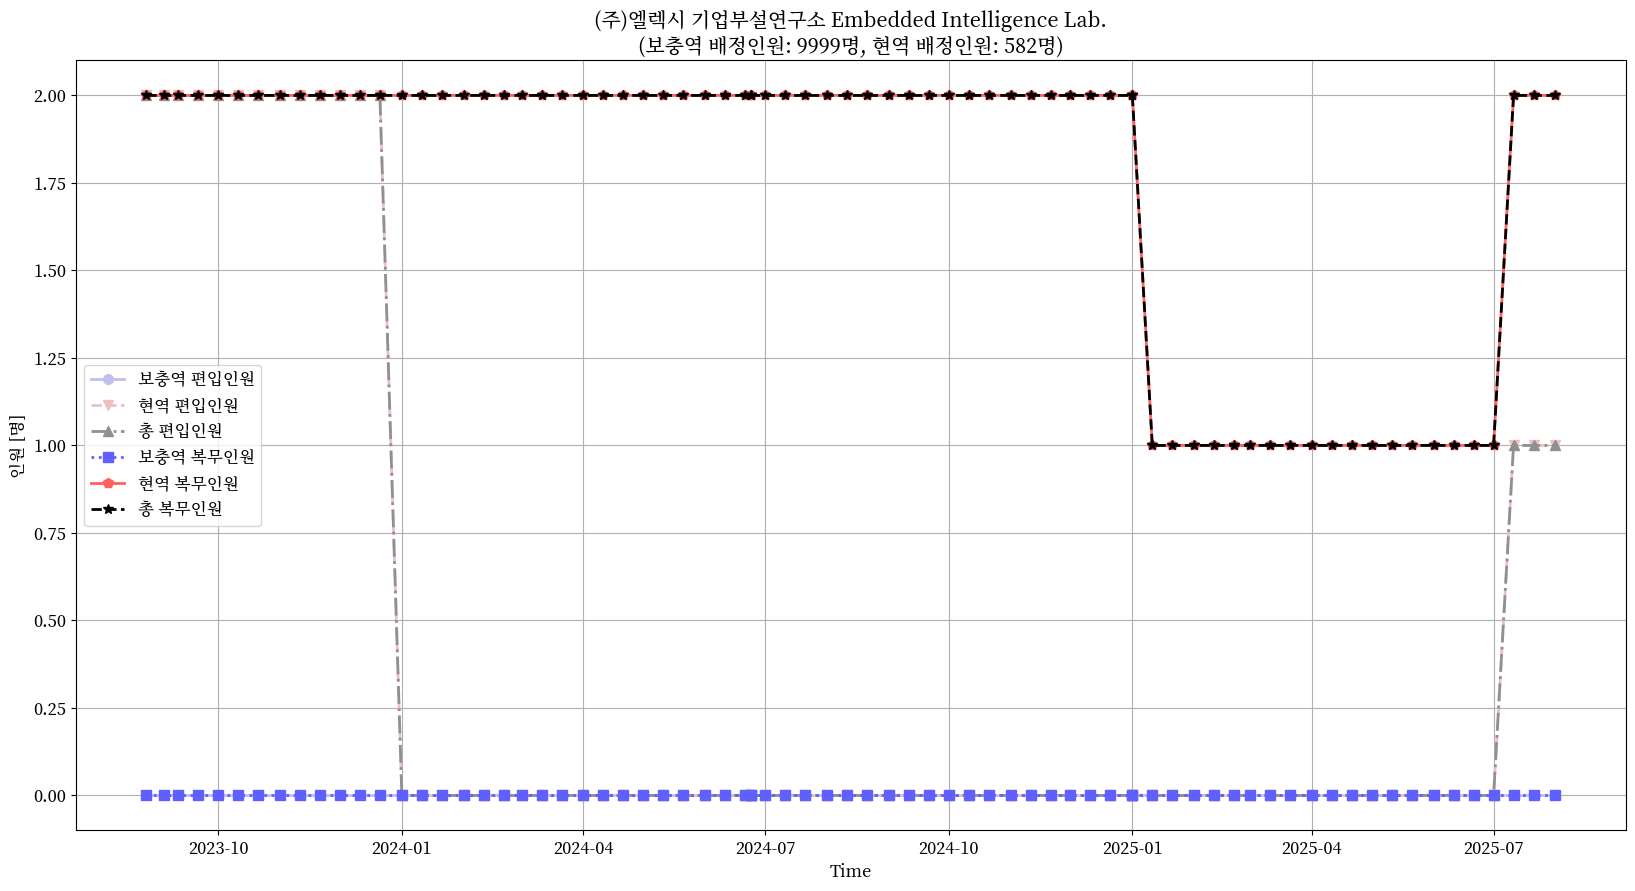 (주)엘렉시 기업부설연구소 Embedded Intelligence Lab.
(보충역 배정인원: 9999명, 현역 배정인원: 582명)
2.00
1.75
1.50
1.25
1.00
0.75
0.50
0.25
0.00
인원 [명]
보충역 편입인원
현역 편입인원
총 편입인원
보충역 복무인원
현역 복무인원
총 복무인원
2023-10
2024-01
2024-04
2024-07
2024-10
2025-01
2025-04
2025-07
Time